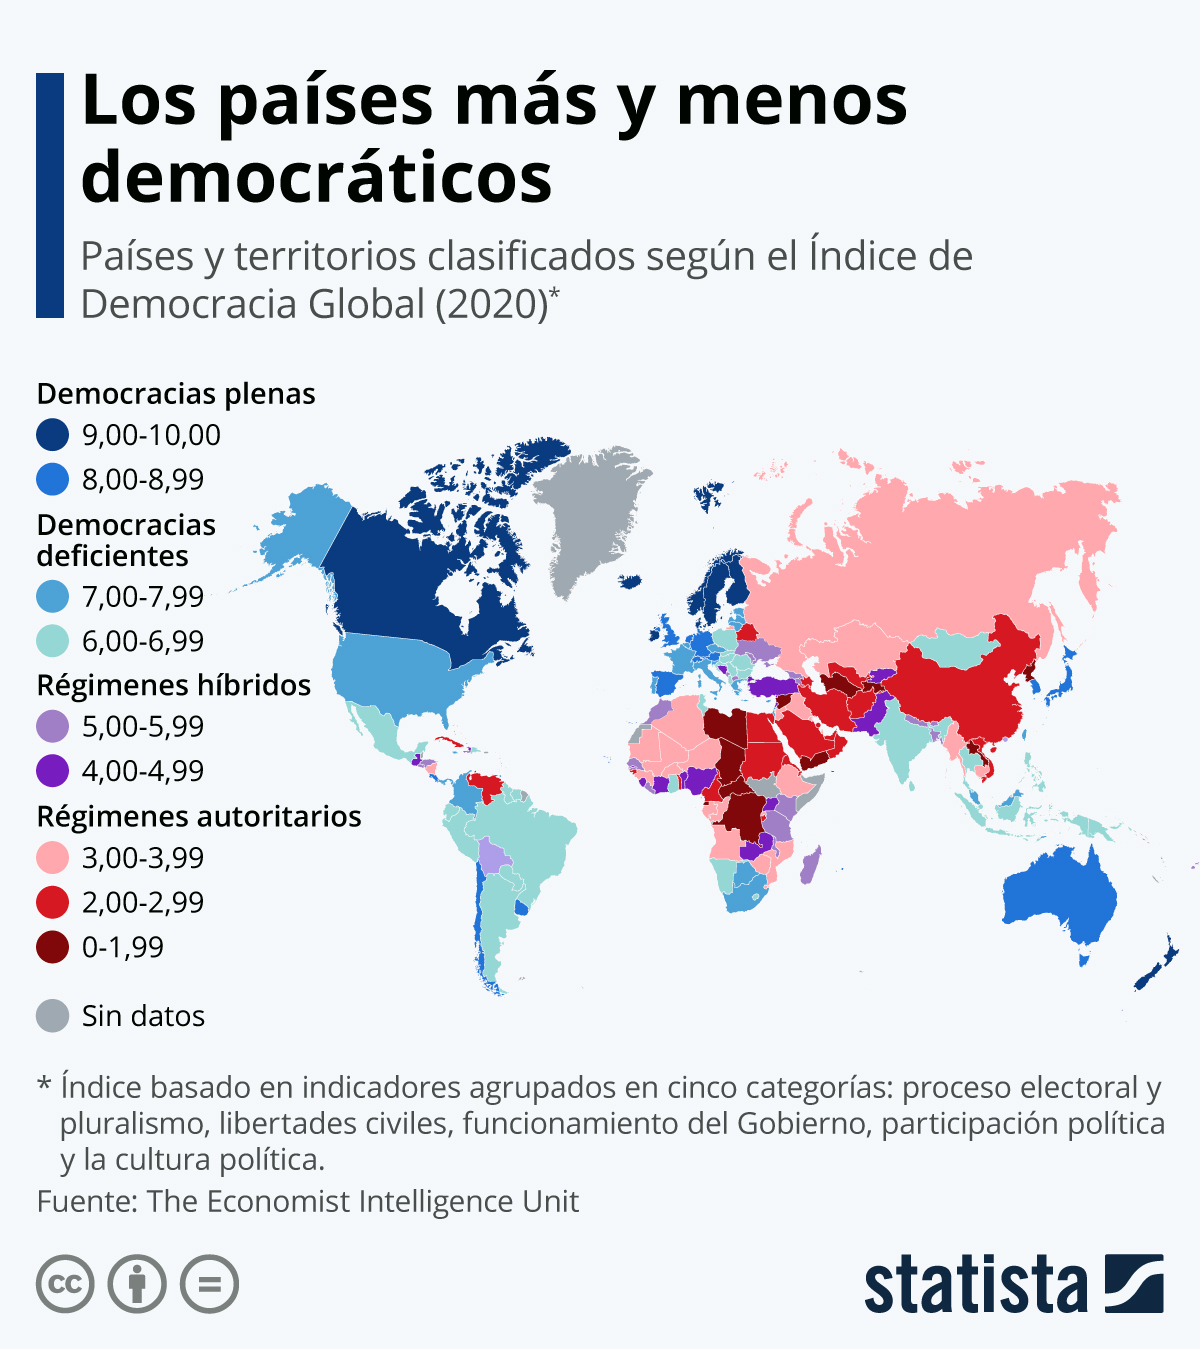 Los países más y menos
democráticos
Países y territorios clasificados según el Índice de
Democracia Global (2020)*
Democracias plenas
9,00-10,00
8,00-8,99
Democracias
deficientes
7,00-7,99
6,00-6,99
Régimenes híbridos
5,00-5,99
4,00-4,99
Régimenes autoritarios
3,00-3,99
2,00-2,99
0-1,99
Sin datos
* Índice basado en indicadores agrupados en cinco categorías: proceso electoral y
pluralismo, libertades civiles, funcionamiento del Gobierno, participación política
y la cultura política.
Fuente: The Economist Intelligence Unit
cc
statista